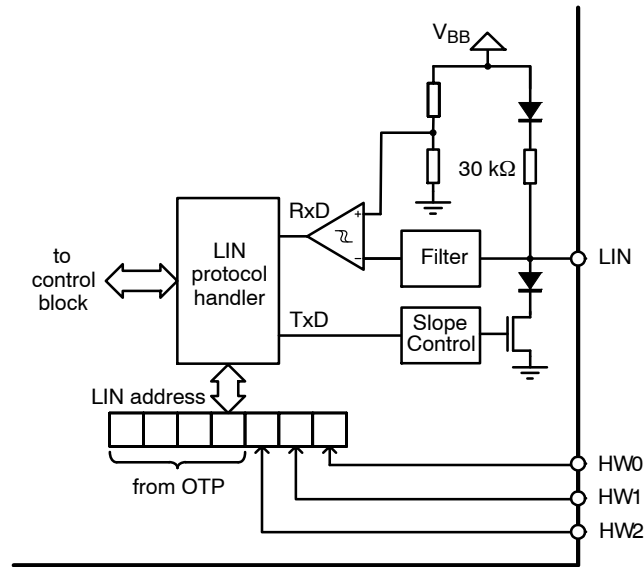 VBB
30 kΩ
RxD
+
−
LIN
protocol
handler
to
control
block
Filter
LIN
TxD
Slope
Control
LIN address
from OTP
HW0
HW1
HW2